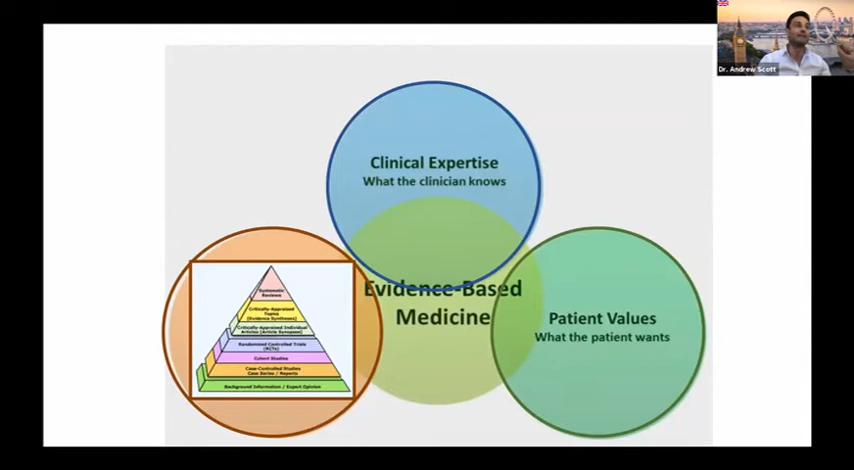 Dr. Andrew Scott
Clinical Expertise
What the clinician knows
Evidence-Based
Medicine
Patient Values
What the patient wants
Systematic
Reviews
Critically-Appraised
Topics
[Evidence Syntheses]
Critically-Appraised Individual
Articles [Article Synopses]
Randomized Controlled Trials
(RCTs)
Cohort Studies
Case-Controlled Studies
Case Series / Reports
Background Information / Expert Opinion